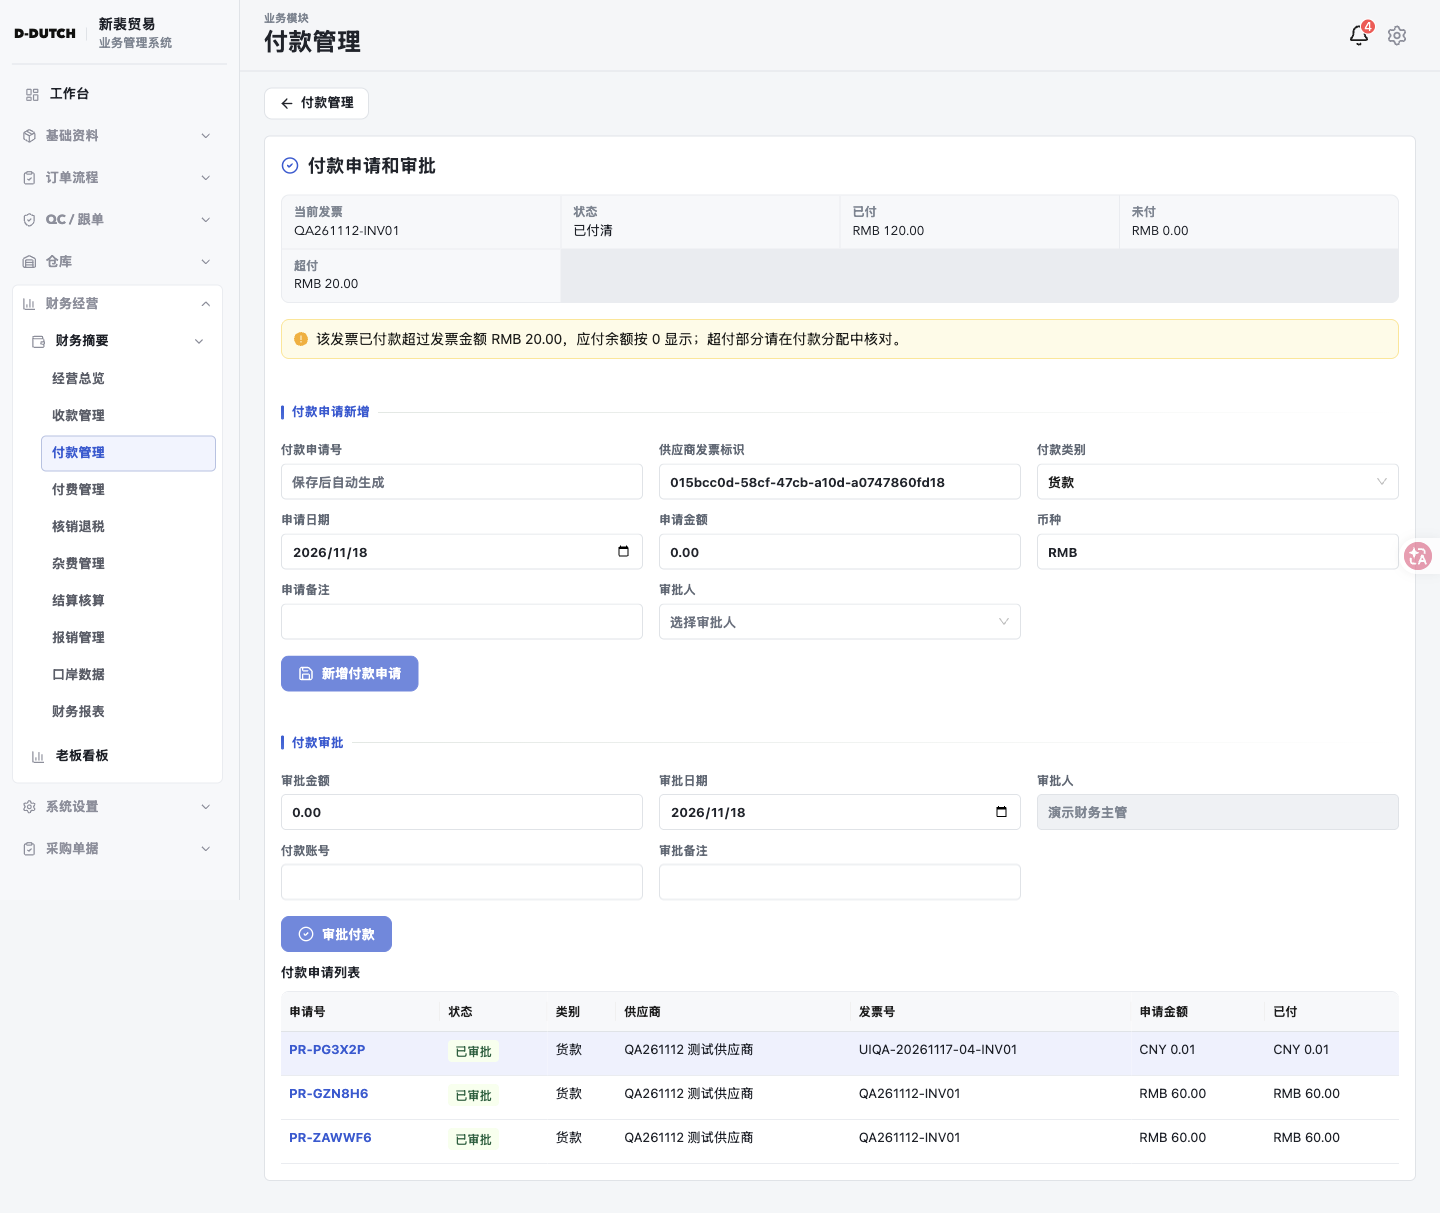 D-DUTCH
新裴贸易
业务管理系统
工作台
基础资料
订单流程
QC / 跟单
仓库
财务经营
财务摘要
经营总览
收款管理
付款管理
付费管理
核销退税
杂费管理
结算核算
报销管理
口岸数据
财务报表
老板看板
系统设置
采购单据
业务模块
付款管理
4
付款管理
付款申请和审批
当前发票
QA261112-INV01
状态
已付清
已付
RMB 120.00
未付
RMB 0.00
超付
RMB 20.00
该发票已付款超过发票金额 RMB 20.00，应付余额按 0 显示；超付部分请在付款分配中核对。
付款申请新增
付款申请号
保存后自动生成
供应商发票标识
015bcc0d-58cf-47cb-a10d-a0747860fd18
付款类别
货款
申请日期
2026/11/18
申请金额
0.00
币种
RMB
申请备注
审批人
选择审批人
新增付款申请
付款审批
审批金额
0.00
审批日期
2026/11/18
审批人
演示财务主管
付款账号
审批备注
审批付款
付款申请列表
申请号 状态 类别 供应商 发票号 申请金额 已付
PR-PG3X2P 已审批 货款 QA261112 测试供应商 UIQA-20261117-04-INV01 CNY 0.01 CNY 0.01
PR-GZN8H6 已审批 货款 QA261112 测试供应商 QA261112-INV01 RMB 60.00 RMB 60.00
PR-ZAWWF6 已审批 货款 QA261112 测试供应商 QA261112-INV01 RMB 60.00 RMB 60.00